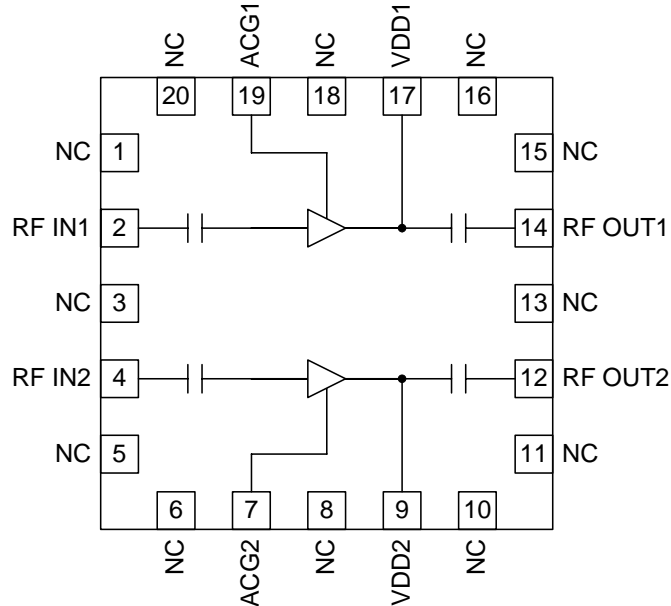 NC
ACG1
NC
VDD1
NC
20
19
18
17
16
NC 1
15 NC
RF IN1 2
14 RF OUT1
NC 3
13 NC
RF IN2 4
12 RF OUT2
NC 5
11 NC
6
7
8
9
10
NC
ACG2
NC
VDD2
NC